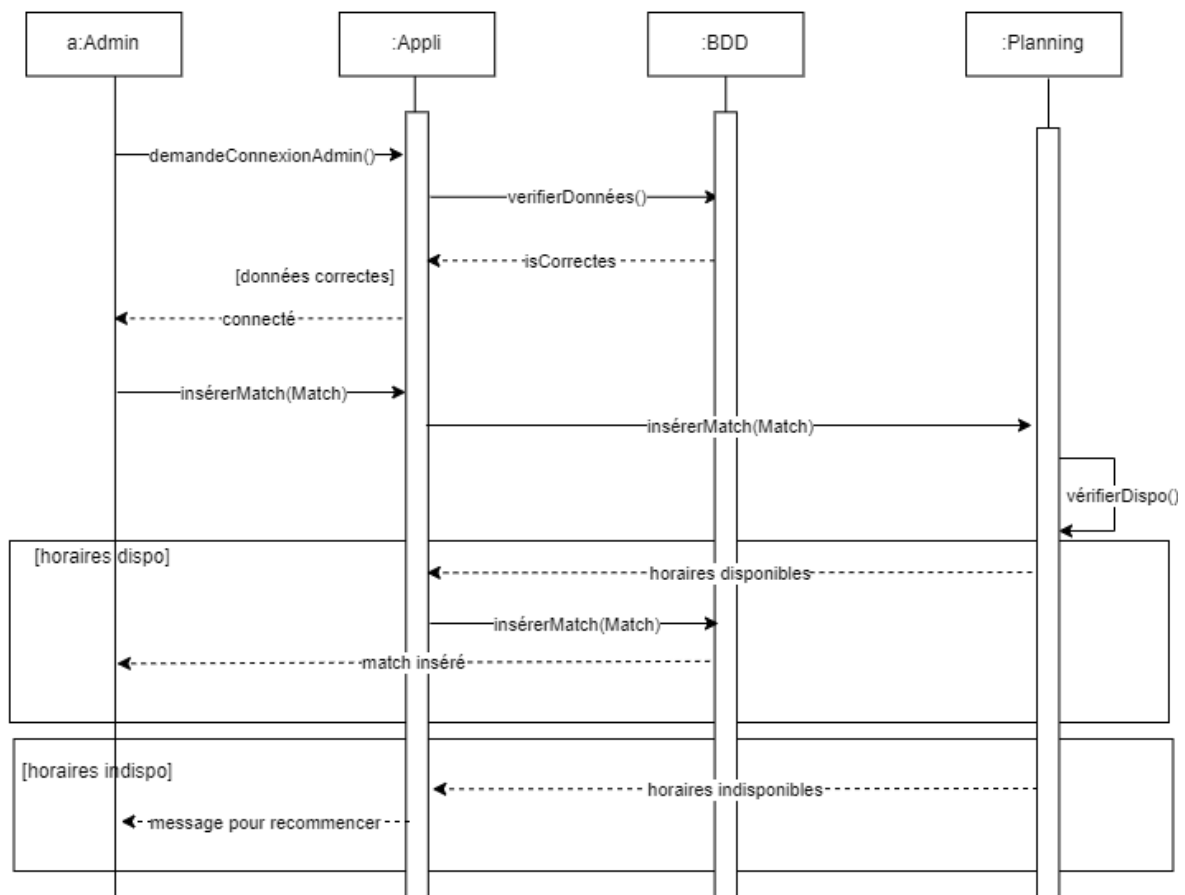 a:Admin
:Appli
:BDD
:Planning
demandeConnexionAdmin()
verifierDonnées()
isCorrectes
[données correctes]
connecté
insérerMatch(Match)
insérerMatch(Match)
vérifierDispo()
[horaires dispo]
horaires disponibles
insérerMatch(Match)
match inséré
[horaires indispo]
horaires indisponibles
message pour recommencer